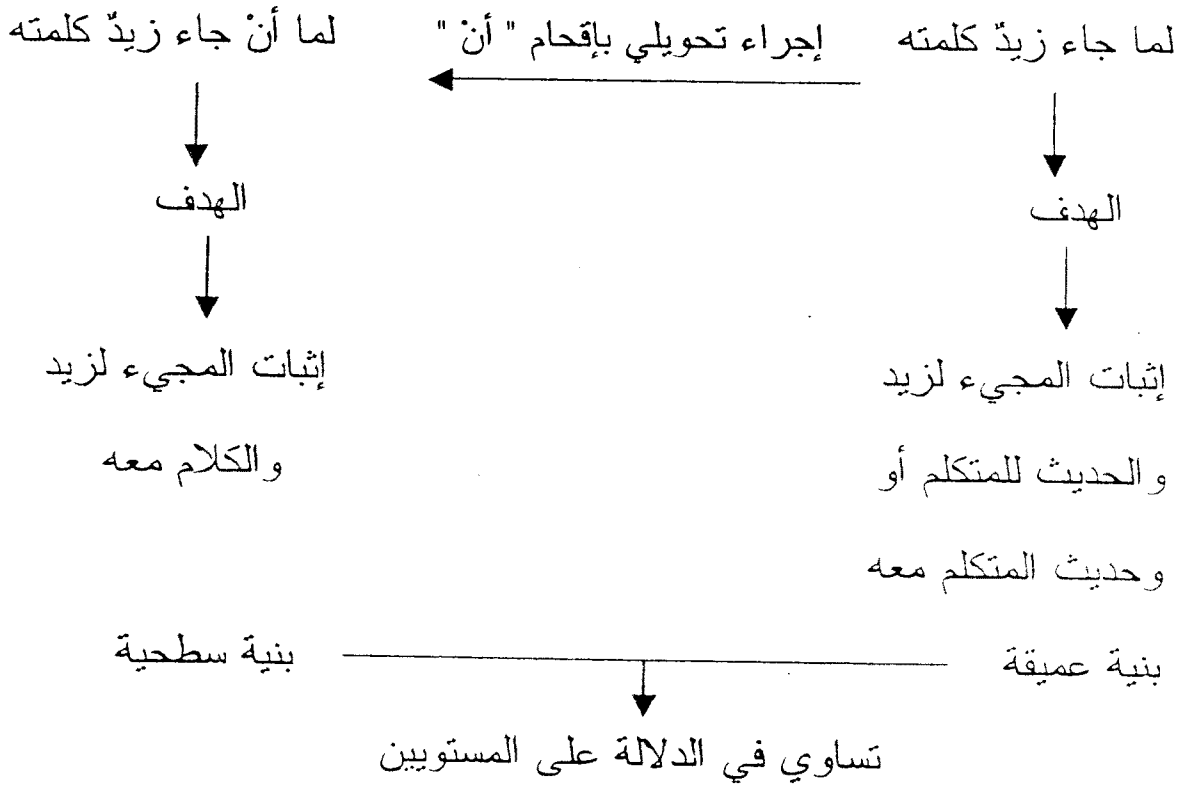 لما جاء زيدٌ كلمته
إجراء تحويلي بإقحام " أنْ "
لما أنْ جاء زيدٌ كلمته
الهدف
الهدف
إثبات المجيء لزيد
إثبات المجيء لزيد
والحديث للمتكلم أو
والكلام معه
وحديث المتكلم معه
بنية عميقة
بنية سطحية
تساوي في الدلالة على المستويين